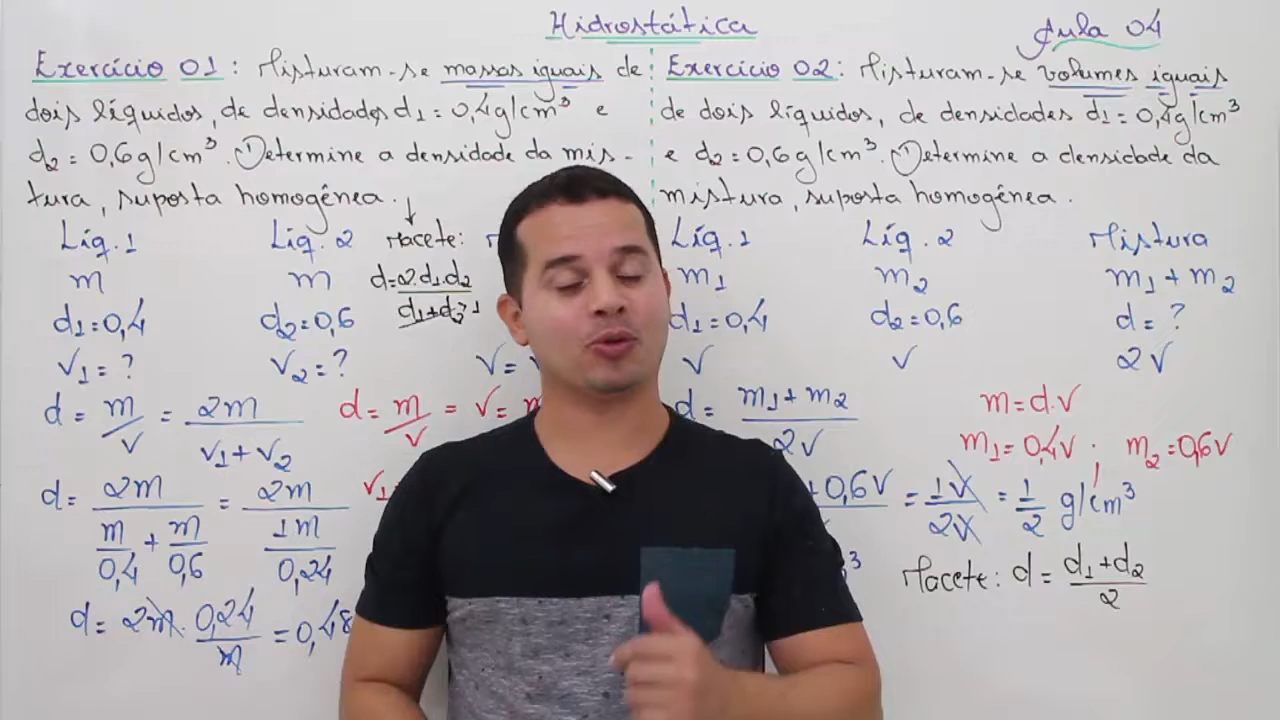 Hidrostática
Aula 04
Exercício 01: Misturam-se massas iguais de
dois líquidos, de densidades d1 = 0,4g/cm³ e
d2 = 0,6g/cm³. Determine a densidade da mis-
tura, suposta homogênea.
Líq. 1 Líq. 2 Macete:
m m d=2.d1.d2
d1+d2
d1=0,4 d2=0,6
V1=? V2=? V=
d = m/V = 2m
V1+V2
d = m/V = V=
d = 2m = 2m
m/0,4 + m/0,6 1m/0,24
V1
d = 2m. 0,24/m = 0,48
Exercício 02: Misturam-se volumes iguais
de dois líquidos, de densidades d1=0,4g/cm³
e d2=0,6g/cm³. Determine a densidade da
mistura, suposta homogênea.
Líq. 1 Líq. 2 Mistura
m1 m2 m1+m2
d1=0,4 d2=0,6 d=?
V V 2V
d= m1+m2
2V
m=d.V
m1=0,4V. m2=0,6V
+0,6V = 1V/2V = 1/2 g/cm³
Macete: d = d1+d2
2